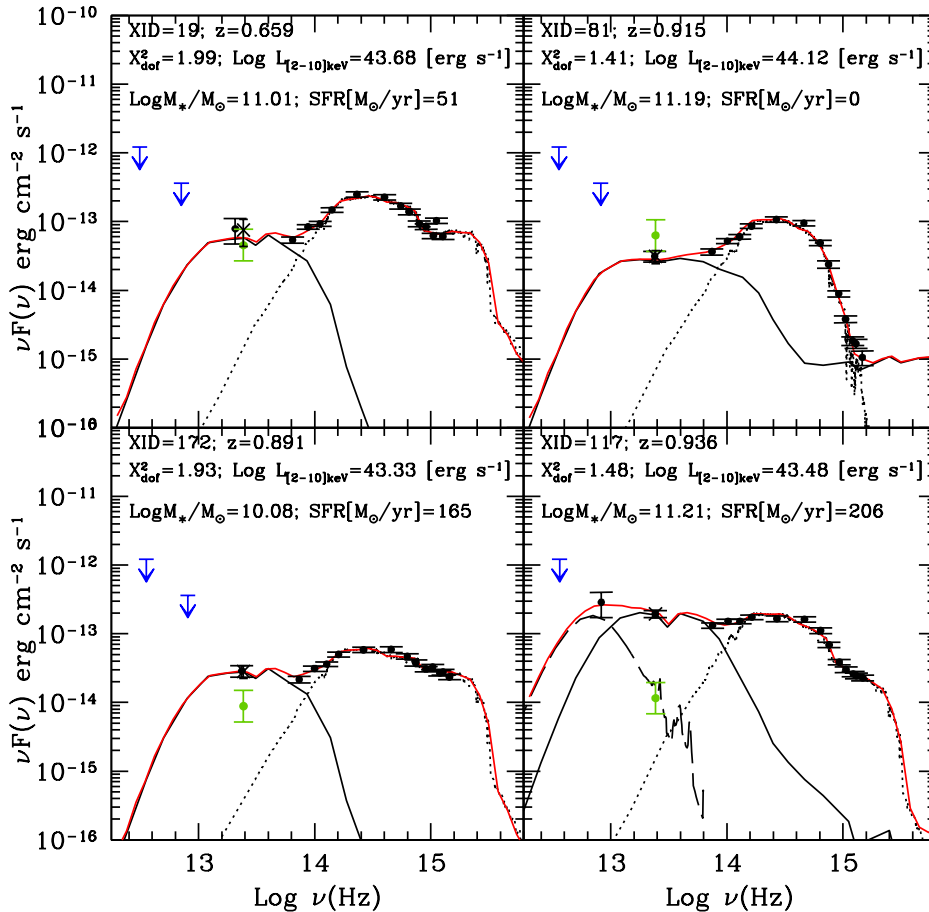 XID=19; z=0.659
X²dof=1.99; Log L[2-10]keV=43.68 [erg s⁻¹]
LogM*/M⊙=11.01; SFR[M⊙/yr]=51
XID=81; z=0.915
X²dof=1.41; Log L[2-10]keV=44.12 [erg s⁻¹]
LogM*/M⊙=11.19; SFR[M⊙/yr]=0
10⁻¹⁰
10⁻¹¹
10⁻¹²
10⁻¹³
10⁻¹⁴
10⁻¹⁵
10⁻¹⁶
νF(ν) erg cm⁻² s⁻¹
XID=172; z=0.891
X²dof=1.93; Log L[2-10]keV=43.33 [erg s⁻¹]
LogM*/M⊙=10.08; SFR[M⊙/yr]=165
XID=117; z=0.936
X²dof=1.48; Log L[2-10]keV=43.48 [erg s⁻¹]
LogM*/M⊙=11.21; SFR[M⊙/yr]=206
10⁻¹¹
10⁻¹²
10⁻¹³
10⁻¹⁴
10⁻¹⁵
10⁻¹⁶
νF(ν) erg cm⁻² s⁻¹
13 14 15 13 14 15
Log ν(Hz) Log ν(Hz)